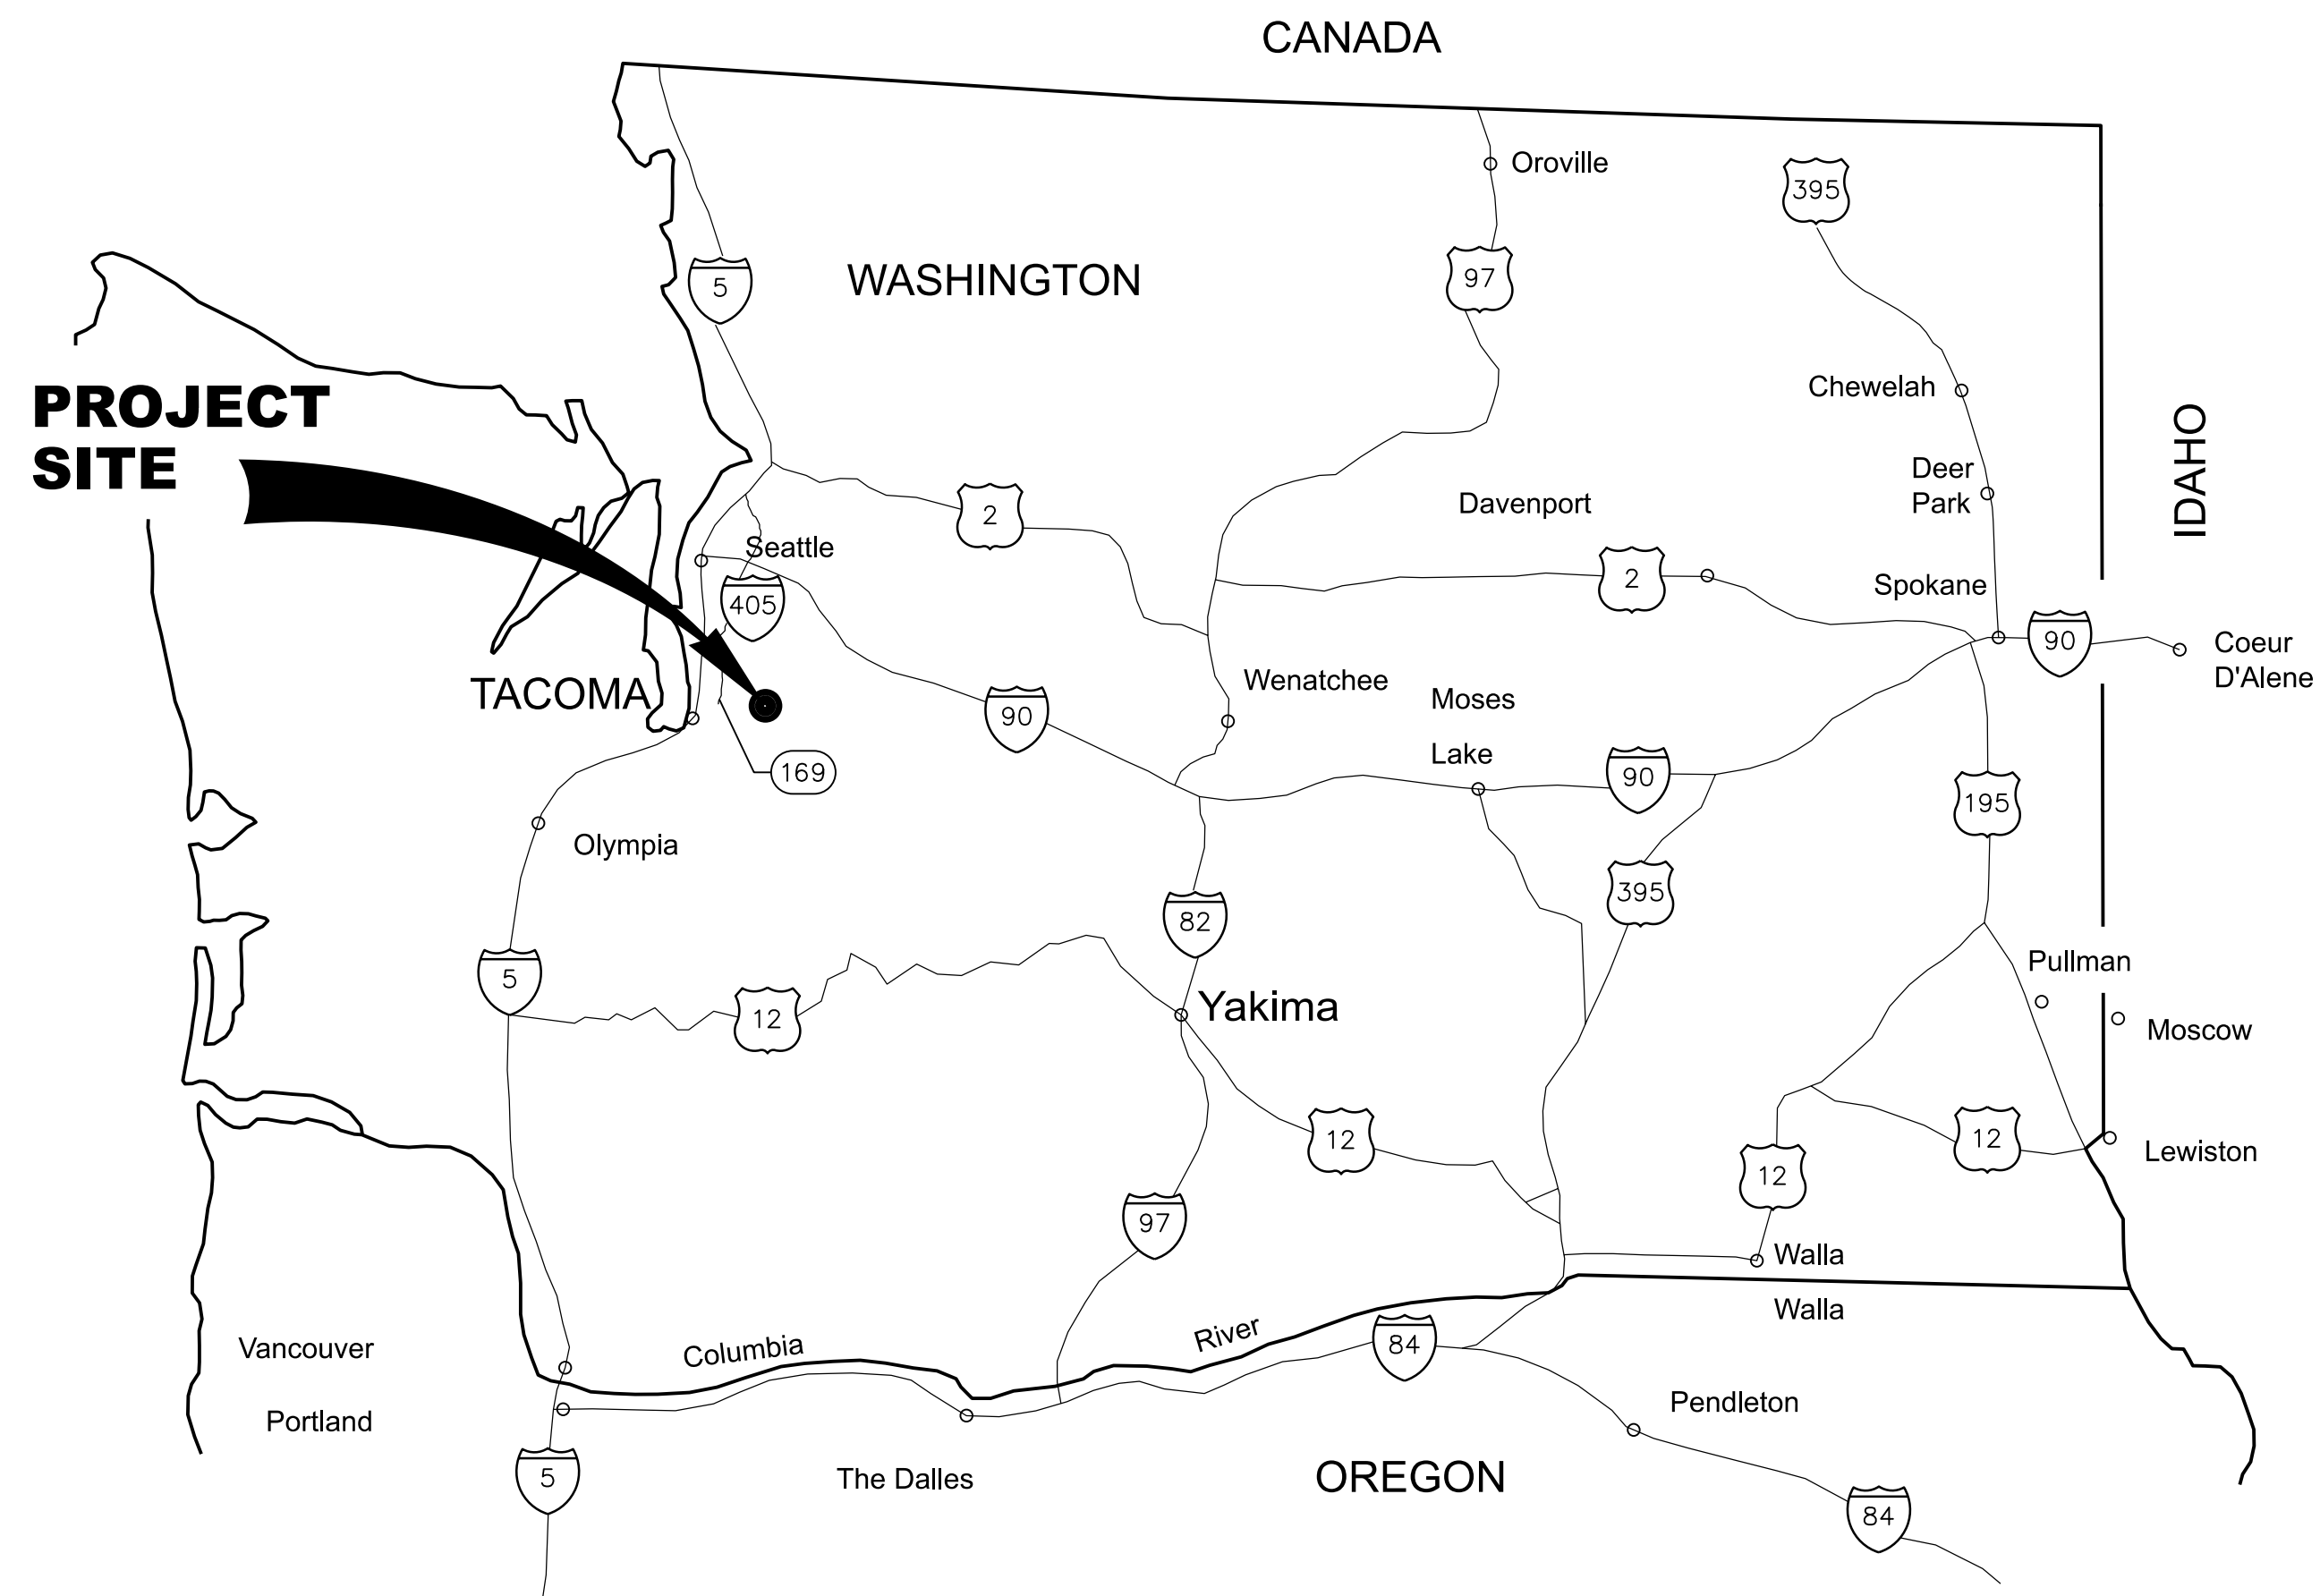 CANADA
Oroville
395
97
5
WASHINGTON
PROJECT
SITE
Chewelah
IDAHO
Deer
Park
Davenport
2
Seattle
2
Spokane
405
90
Coeur
D'Alene
TACOMA
Wenatchee
Moses
Lake
90
169
90
195
Olympia
395
82
5
Pullman
Yakima
12
Moscow
12
12
Lewiston
12
97
Walla
Walla
Columbia
River
84
Vancouver
Pendleton
Portland
5
The Dalles
OREGON
84